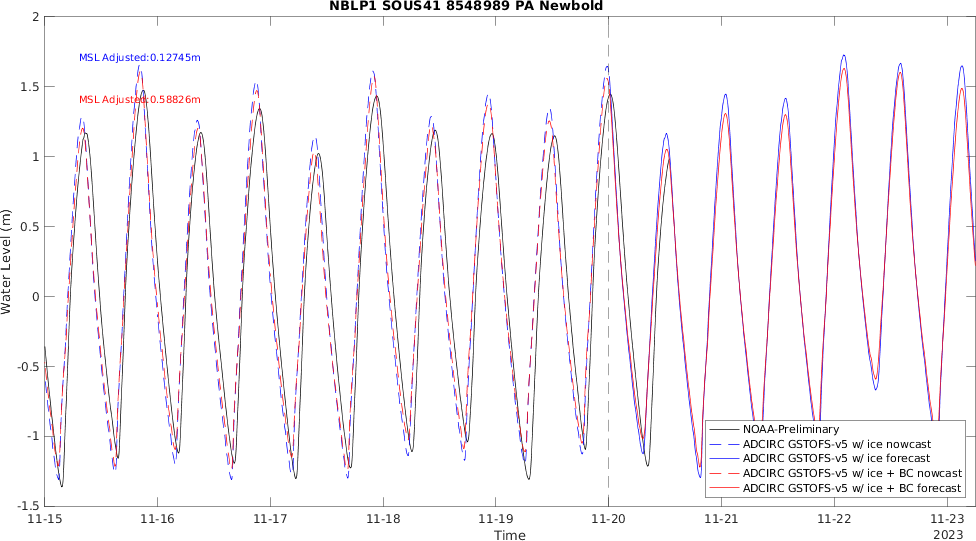 NBLP1 SOUS41 8548989 PA Newbold
MSL Adjusted:0.12745m
MSL Adjusted:0.58826m
Water Level (m)
2
1.5
1
0.5
0
-0.5
-1
-1.5
NOAA-Preliminary
ADCIRC GSTOFS-v5 w/ ice nowcast
ADCIRC GSTOFS-v5 w/ ice forecast
ADCIRC GSTOFS-v5 w/ ice + BC nowcast
ADCIRC GSTOFS-v5 w/ ice + BC forecast
11-15 11-16 11-17 11-18 11-19 11-20 11-21 11-22 11-23
Time 2023